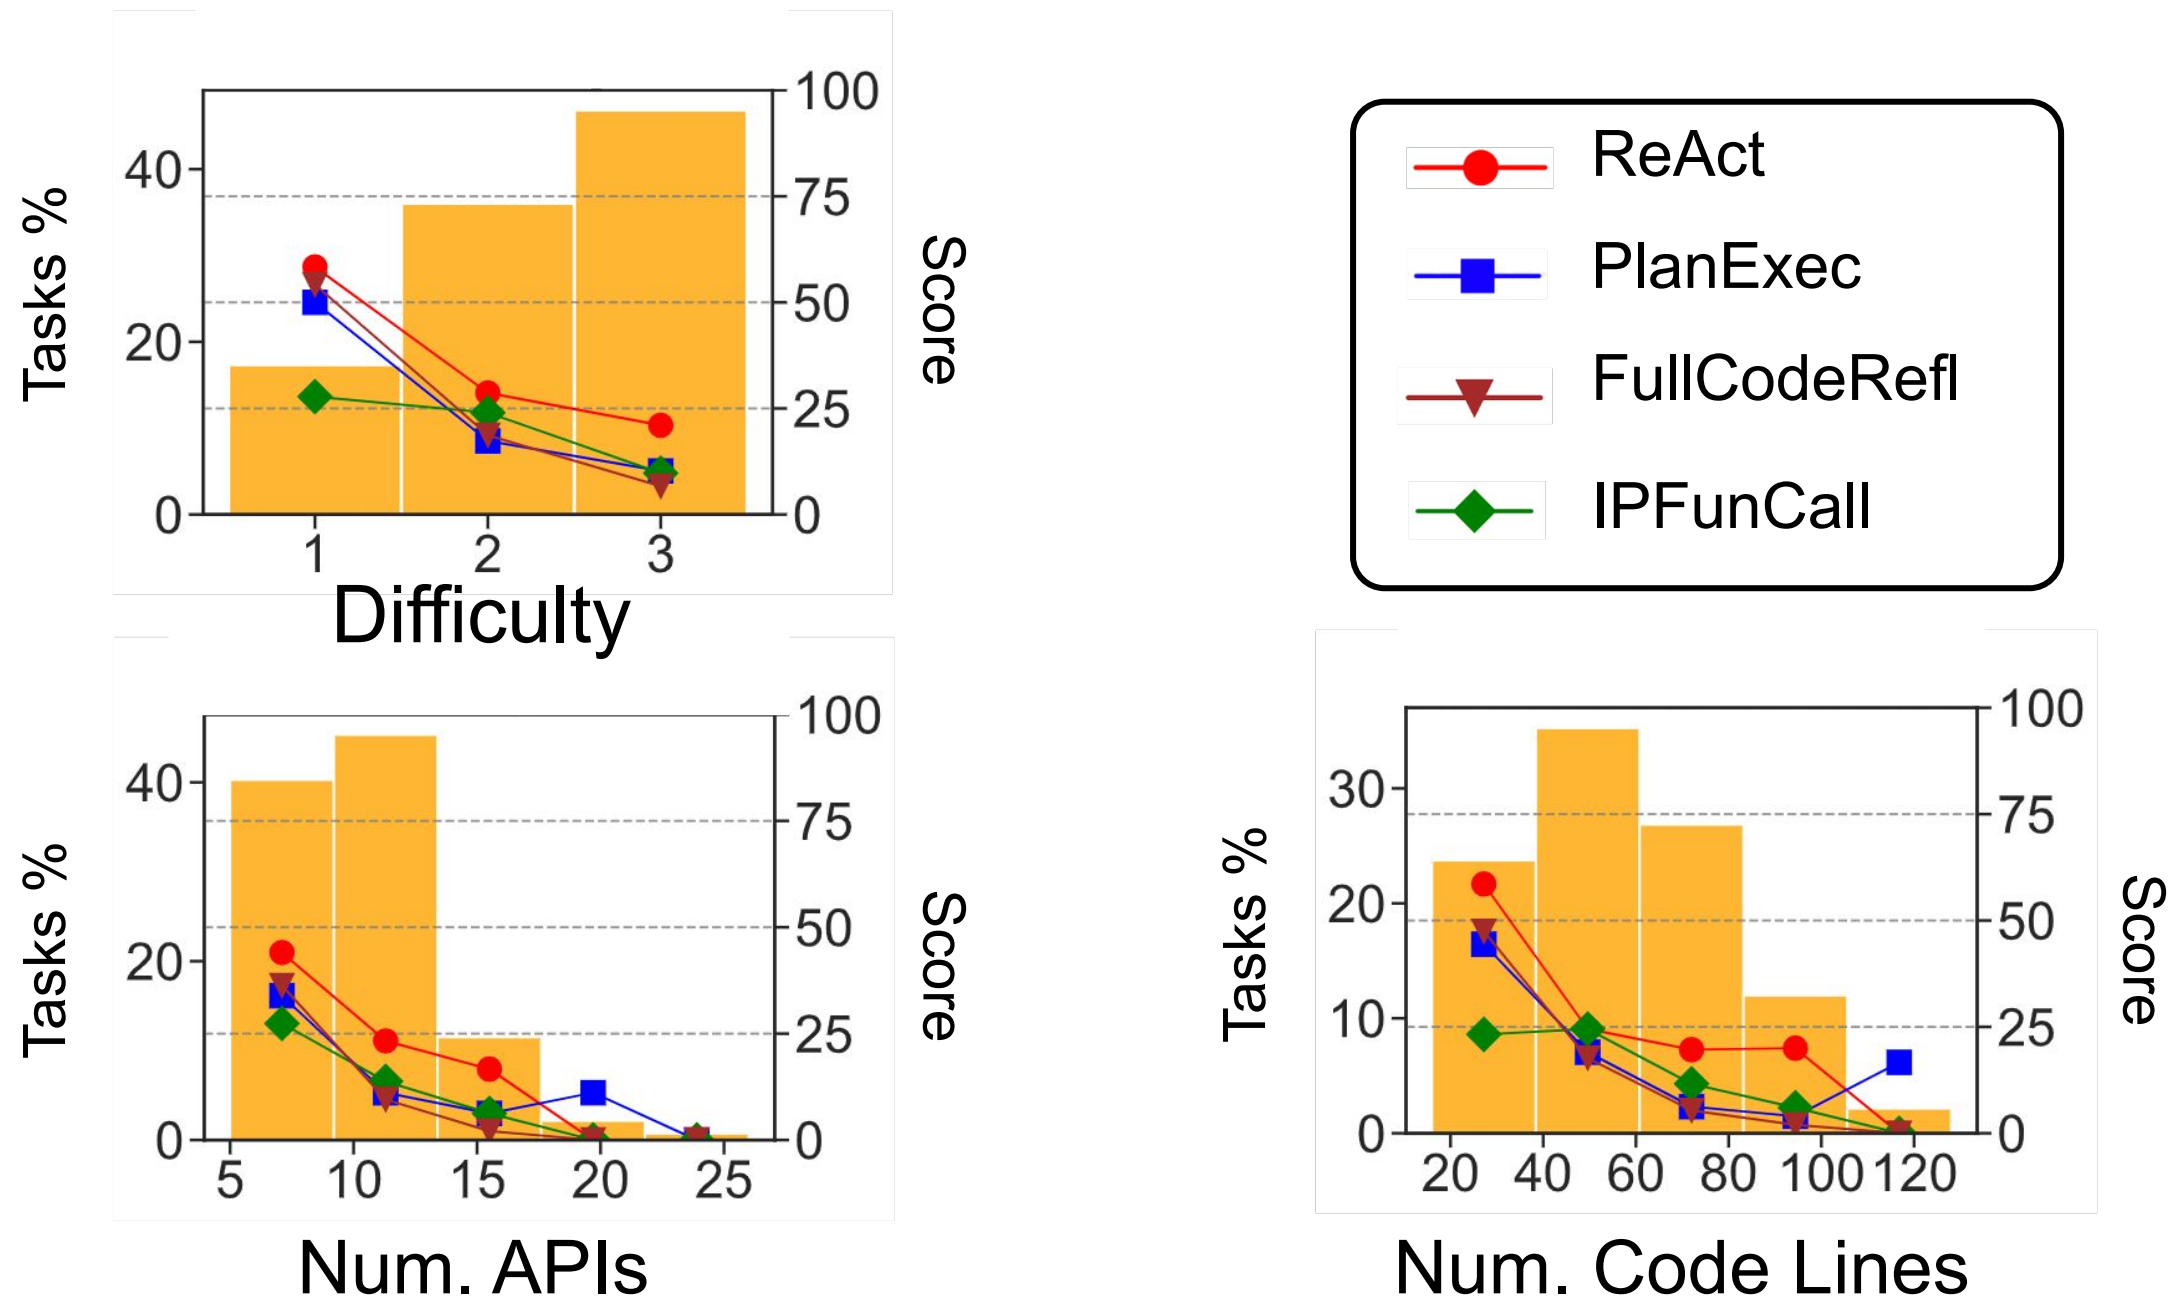 100
40
75
50
20
25
0
0
1 2 3
Tasks %
Score
Difficulty
ReAct
PlanExec
FullCodeRefl
IPFunCall
100
40
75
50
20
25
0
0
5 10 15 20 25
Tasks %
Score
Num. APIs
100
30
75
20
50
10
25
0
0
20 40 60 80 100 120
Tasks %
Score
Num. Code Lines